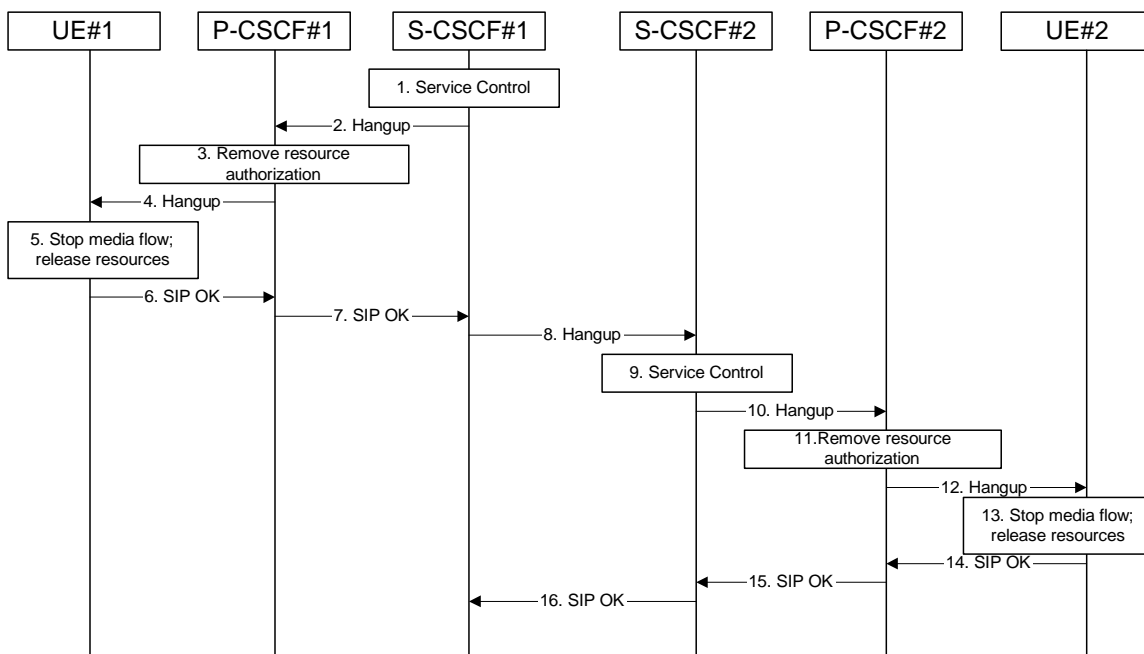 UE#1
P-CSCF#1
S-CSCF#1
S-CSCF#2
P-CSCF#2
UE#2
1. Service Control
2. Hangup
3. Remove resource
authorization
4. Hangup
5. Stop media flow;
release resources
6. SIP OK
7. SIP OK
8. Hangup
9. Service Control
10. Hangup
11.Remove resource
authorization
12. Hangup
13. Stop media flow;
release resources
14. SIP OK
15. SIP OK
16. SIP OK